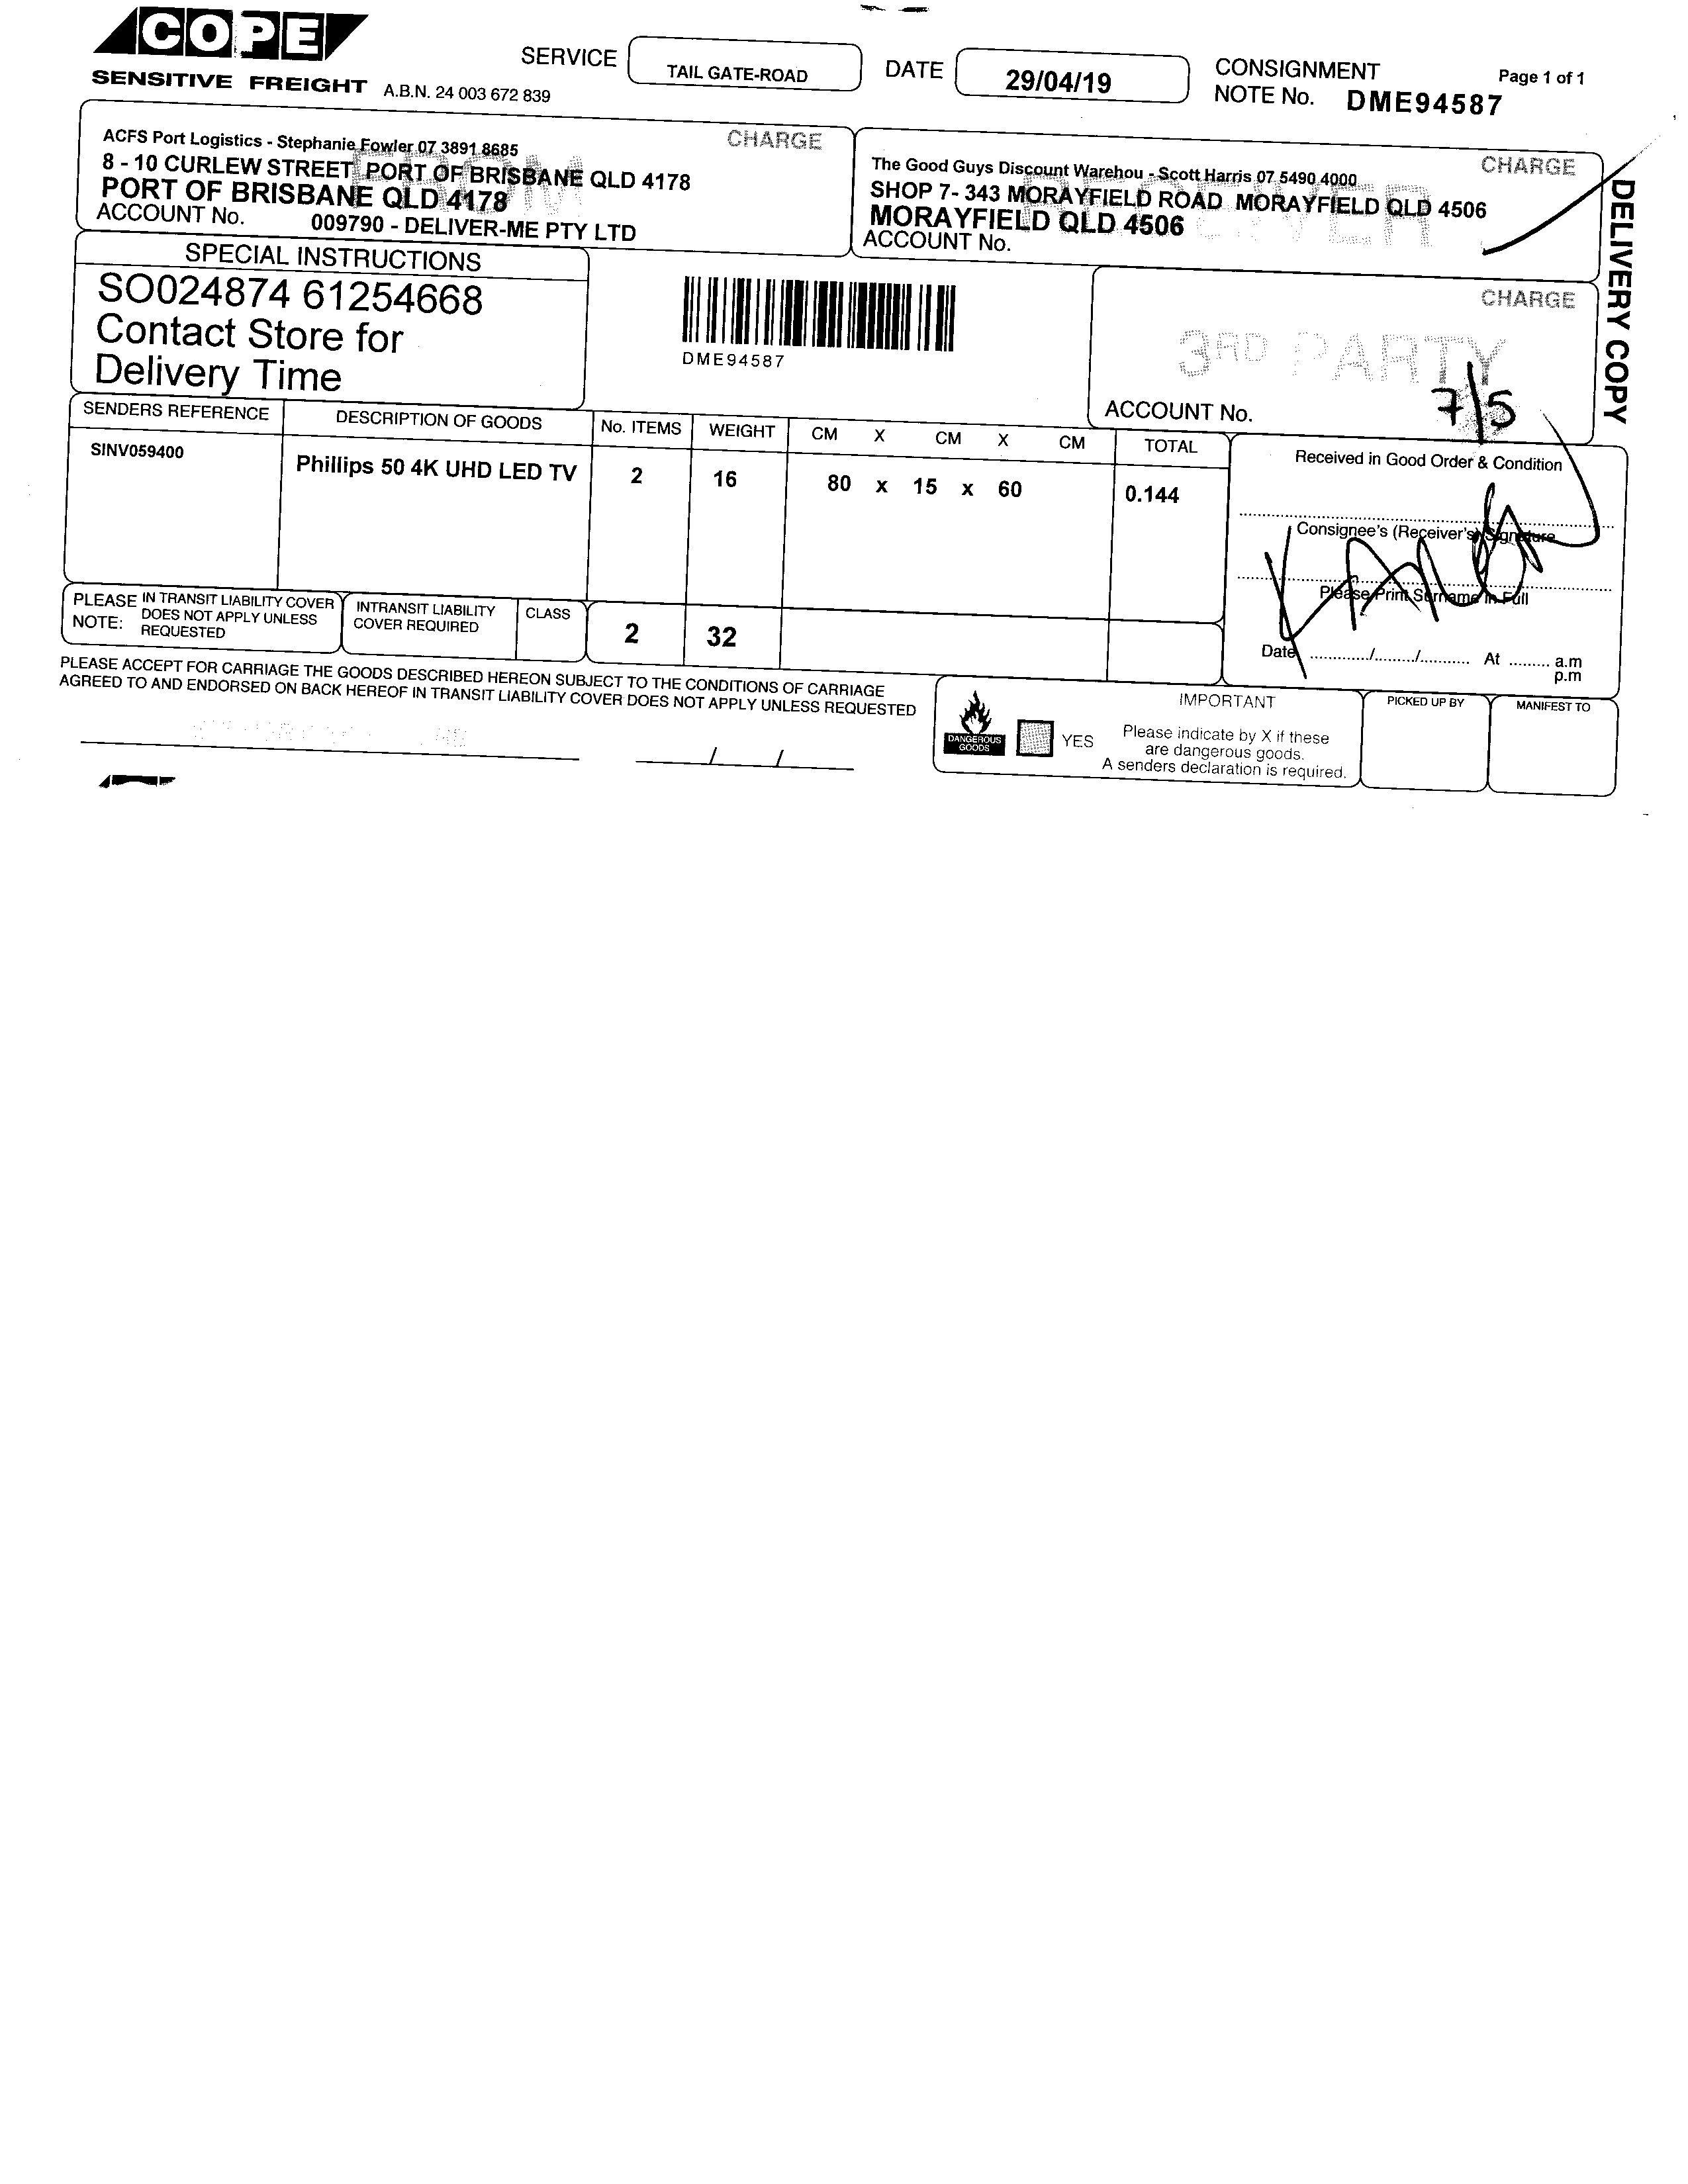 COPE
SENSITIVE FREIGHT A.B.N. 24 003 672 839
SERVICE TAIL GATE-ROAD
DATE 29/04/19
CONSIGNMENT
NOTE No. DME94587
Page 1 of 1
CHARGE
FROM
ACFS Port Logistics - Stephanie Fowler 07 3891 8685
8 - 10 CURLEW STREET PORT OF BRISBANE QLD 4178
PORT OF BRISBANE QLD 4178
ACCOUNT No. 009790 - DELIVER-ME PTY LTD
CHARGE
RECEIVER
The Good Guys Discount Warehou - Scott Harris 07 5490 4000
SHOP 7- 343 MORAYFIELD ROAD MORAYFIELD QLD 4506
MORAYFIELD QLD 4506
ACCOUNT No.
DELIVERY COPY
SPECIAL INSTRUCTIONS
SO024874 61254668
Contact Store for
Delivery Time
DME94587
CHARGE
3RD PARTY
7/5
ACCOUNT No.
SENDERS REFERENCE DESCRIPTION OF GOODS No. ITEMS WEIGHT CM X CM X CM TOTAL
SINV059400 Phillips 50 4K UHD LED TV 2 16 80 x 15 x 60 0.144
Received in Good Order & Condition
Consignee's (Receiver's) Signature
Please Print Surname in Full
Date ............/........./........... At ......... a.m
p.m
PLEASE NOTE: IN TRANSIT LIABILITY COVER
DOES NOT APPLY UNLESS
REQUESTED
INTRANSIT LIABILITY
COVER REQUIRED
CLASS
2 32
PLEASE ACCEPT FOR CARRIAGE THE GOODS DESCRIBED HEREON SUBJECT TO THE CONDITIONS OF CARRIAGE
AGREED TO AND ENDORSED ON BACK HEREOF IN TRANSIT LIABILITY COVER DOES NOT APPLY UNLESS REQUESTED
/ /
DANGEROUS
GOODS
YES
IMPORTANT
Please indicate by X if these
are dangerous goods.
A senders declaration is required.
PICKED UP BY
MANIFEST TO